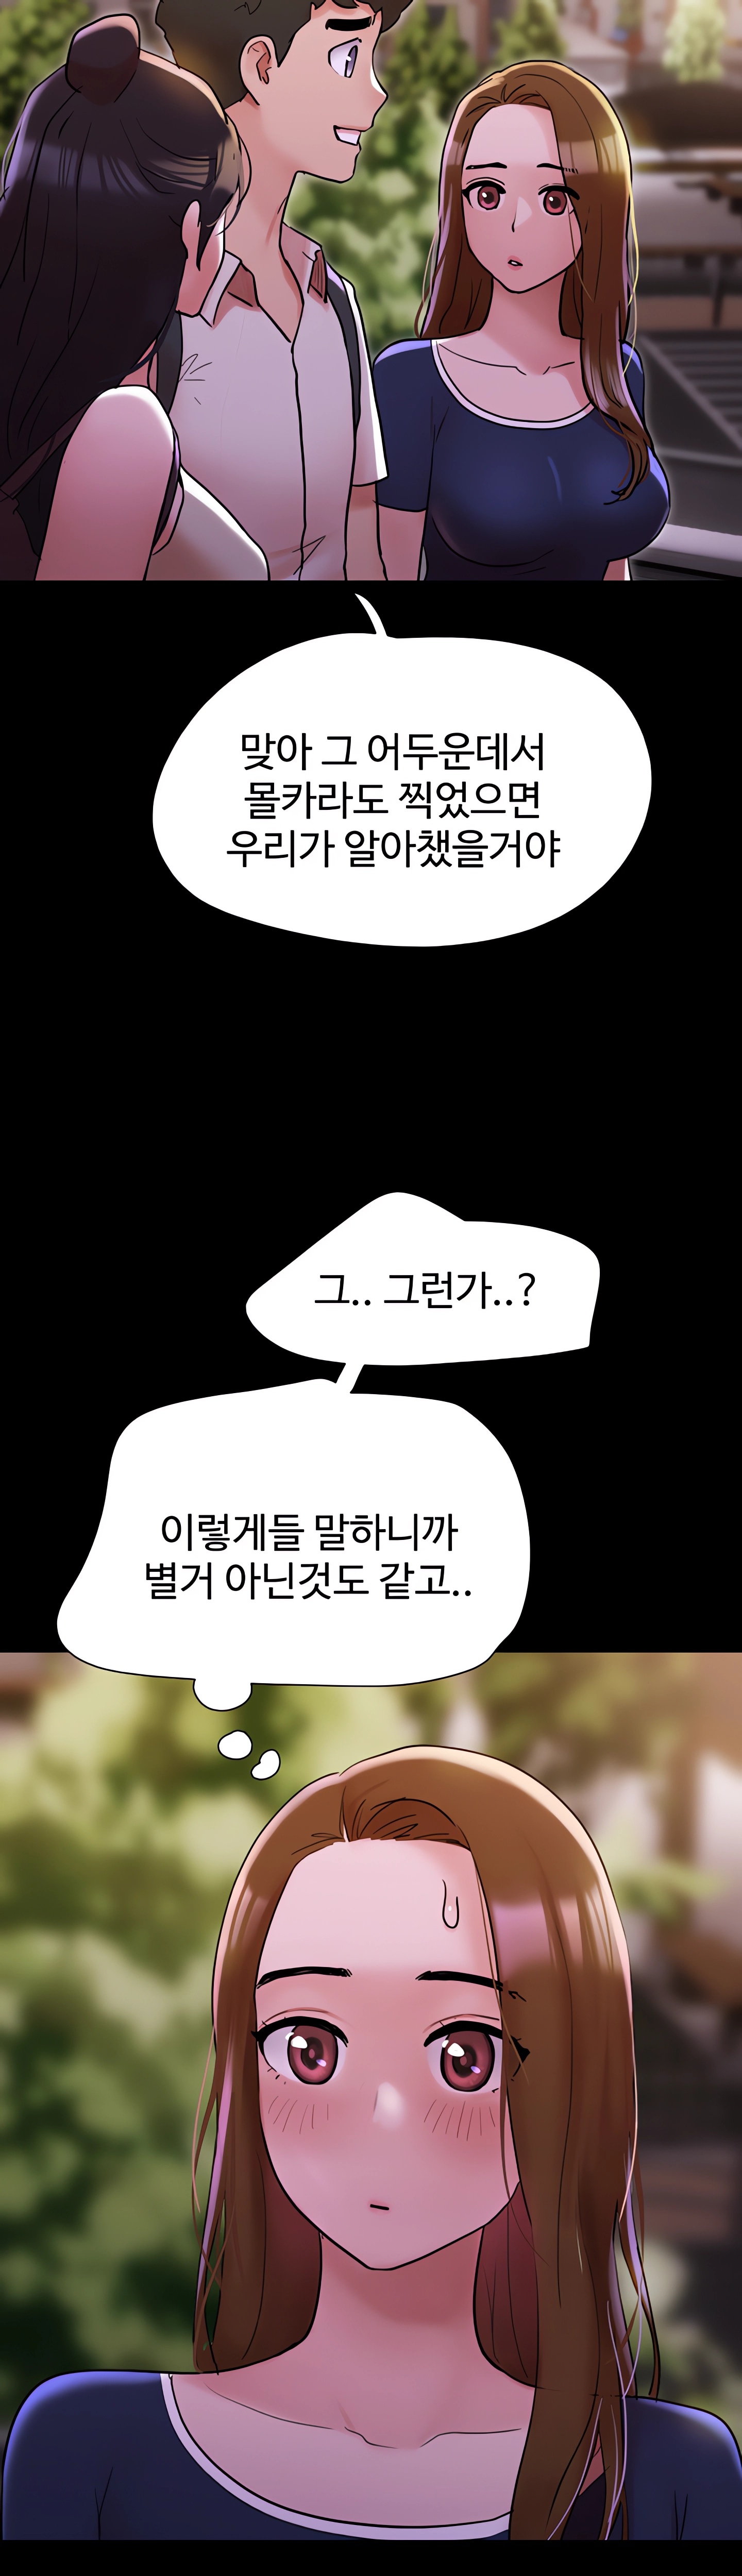 맞아 그 어두운데서
몰카라도 찍었으면
우리가 알아챘을거야
그.. 그런가..?
이렇게들 말하니까
별거 아닌것도 같고..